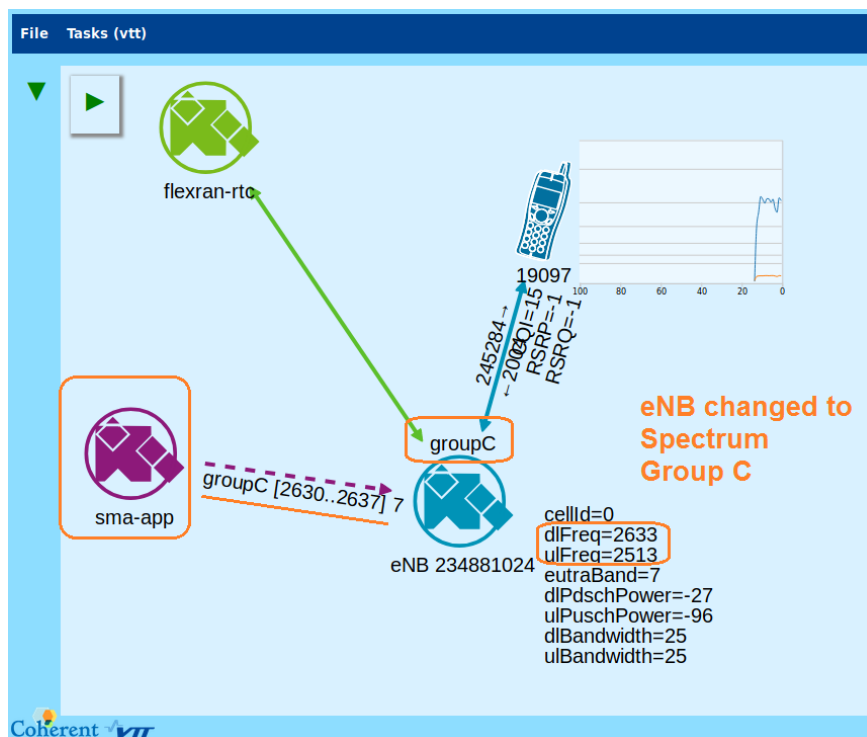 File Tasks (vtt)
flexran-rtc
19097
100 80 60 40 20 0
245284→
←2004
CQI=15
RSRP=-1
RSRQ=-1
eNB changed to
Spectrum
Group C
groupC
groupC [2630..2637] 7
sma-app
eNB 234881024
cellId=0
dlFreq=2633
ulFreq=2513
eutraBand=7
dlPdschPower=-27
ulPuschPower=-96
dlBandwidth=25
ulBandwidth=25
Coherent VTT